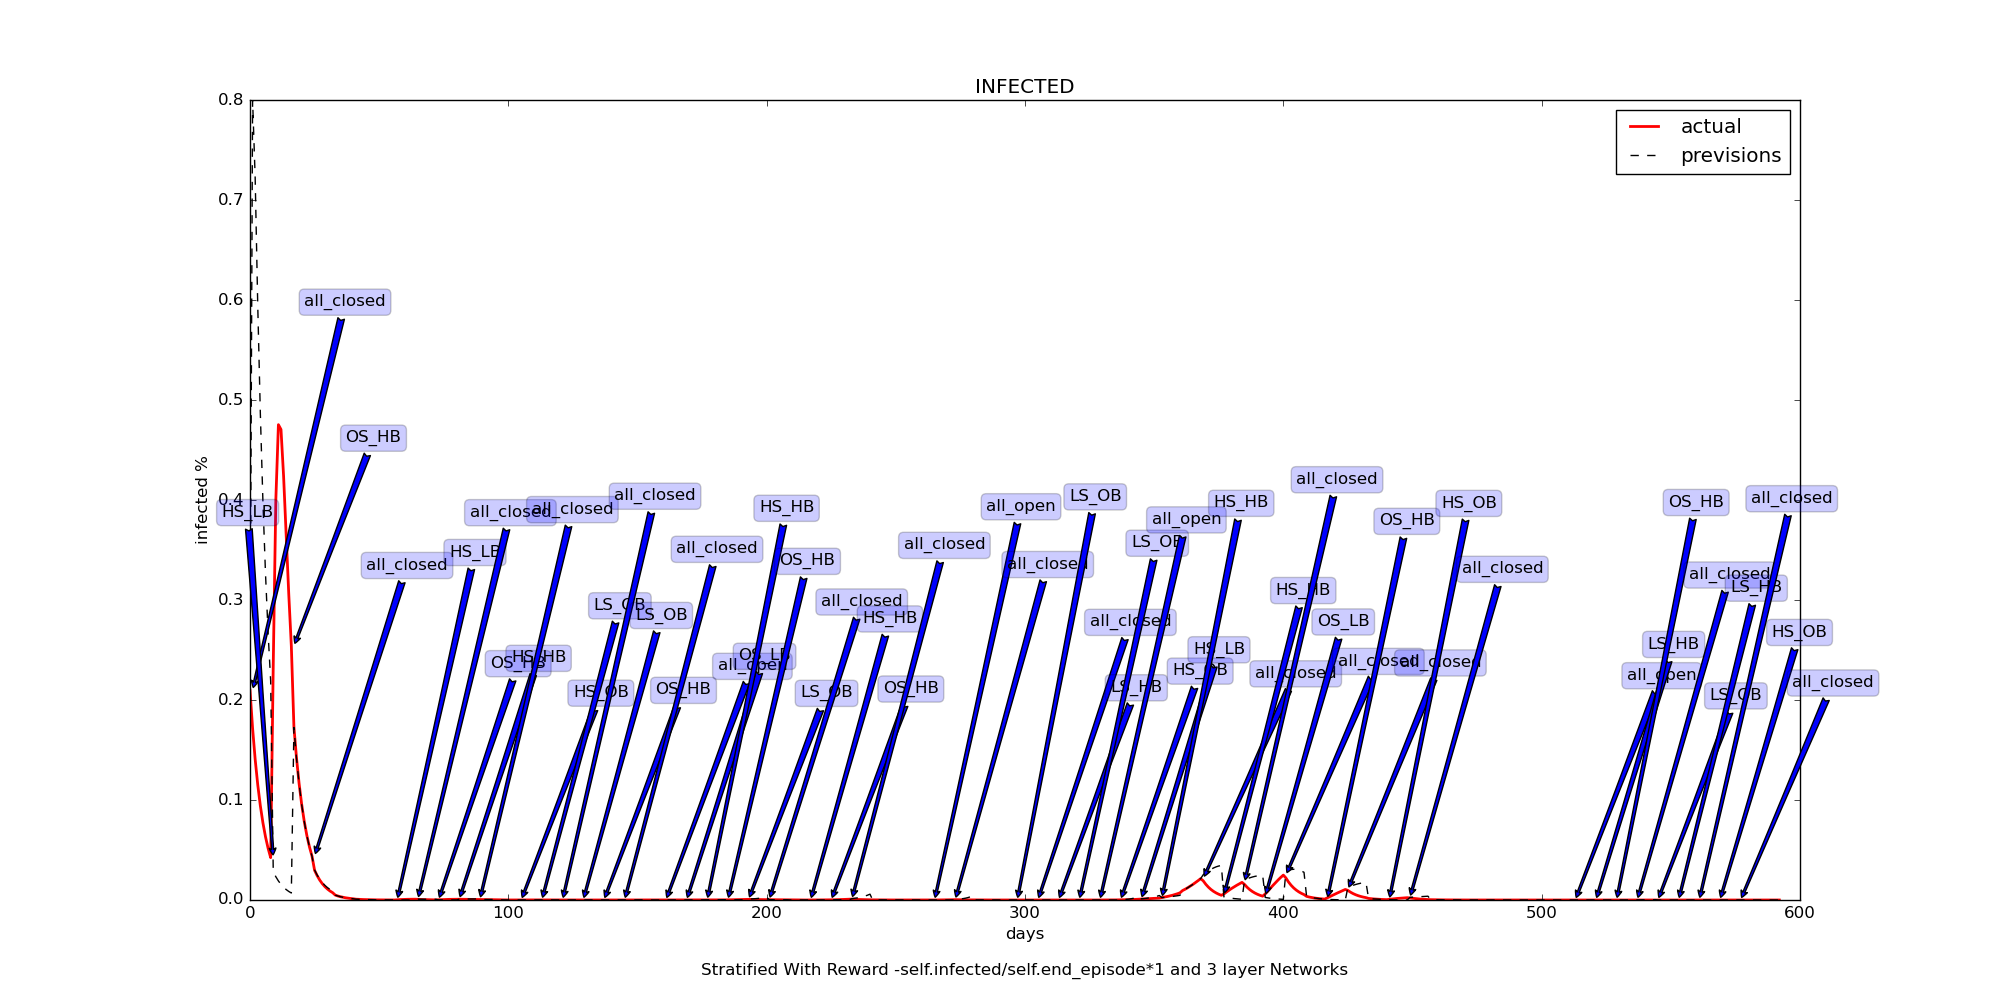 INFECTED
actual
previsions
infected %
0.8
0.7
0.6
0.5
0.4
0.3
0.2
0.1
0.0
HS_LB
all_closed
OS_HB
all_closed
HS_LB
all_closed
OS_HB
HS_HB
all_closed
HS_OB
LS_OB
all_closed
LS_OB
OS_HB
all_closed
all_open
OS_LB
HS_HB
OS_HB
LS_OB
all_closed
HS_HB
OS_HB
all_closed
all_open
all_closed
LS_OB
all_closed
LS_HB
LS_OB
all_open
HS_OB
HS_LB
HS_HB
all_closed
HS_HB
all_closed
OS_LB
all_closed
OS_HB
all_closed
HS_OB
all_closed
all_open
LS_HB
OS_HB
all_closed
LS_OB
LS_HB
all_closed
HS_OB
all_closed
0
100
200
300
400
500
600
days
Stratified With Reward -self.infected/self.end_episode*1 and 3 layer Networks